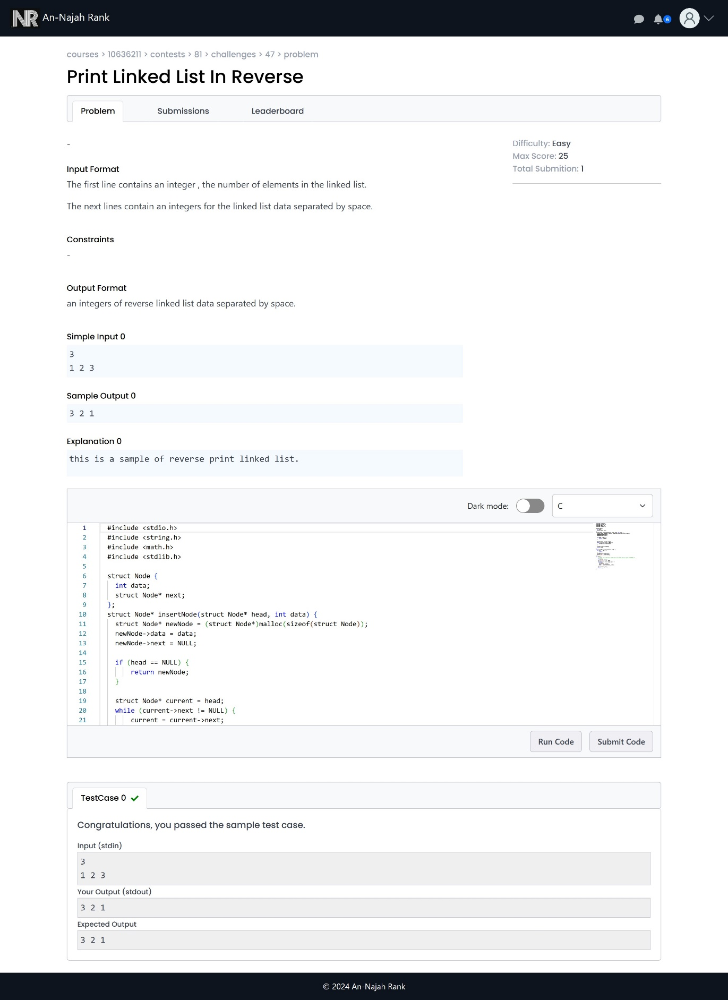 NR An-Najah Rank
6
courses > 10636211 > contests > 81 > challenges > 47 > problem
Print Linked List In Reverse
Problem Submissions Leaderboard
-
Difficulty: Easy
Max Score: 25
Total Submition: 1
Input Format
The first line contains an integer , the number of elements in the linked list.
The next lines contain an integers for the linked list data separated by space.
Constraints
-
Output Format
an integers of reverse linked list data separated by space.
Simple Input 0
3
1 2 3
Sample Output 0
3 2 1
Explanation 0
this is a sample of reverse print linked list.
Dark mode: C
1 #include <stdio.h>
2 #include <string.h>
3 #include <math.h>
4 #include <stdlib.h>
5
6 struct Node {
7 int data;
8 struct Node* next;
9 };
10 struct Node* insertNode(struct Node* head, int data) {
11 struct Node* newNode = (struct Node*)malloc(sizeof(struct Node));
12 newNode->data = data;
13 newNode->next = NULL;
14
15 if (head == NULL) {
16 return newNode;
17 }
18
19 struct Node* current = head;
20 while (current->next != NULL) {
21 current = current->next;
Run Code Submit Code
TestCase 0
Congratulations, you passed the sample test case.
Input (stdin)
3
1 2 3
Your Output (stdout)
3 2 1
Expected Output
3 2 1
© 2024 An-Najah Rank